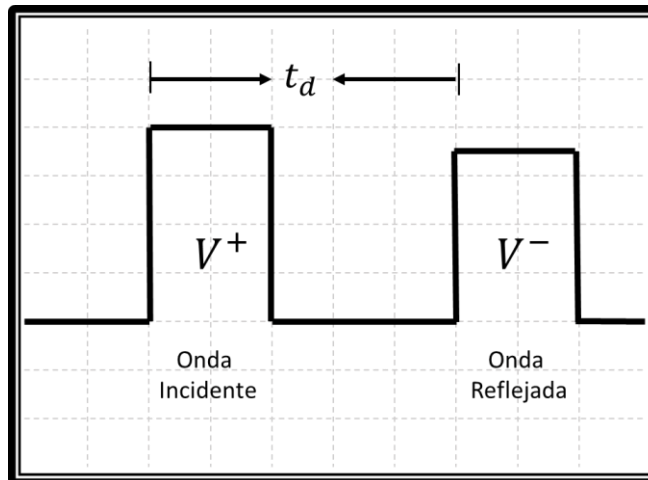 t_d
V⁺
V⁻
Onda
Incidente
Onda
Reflejada